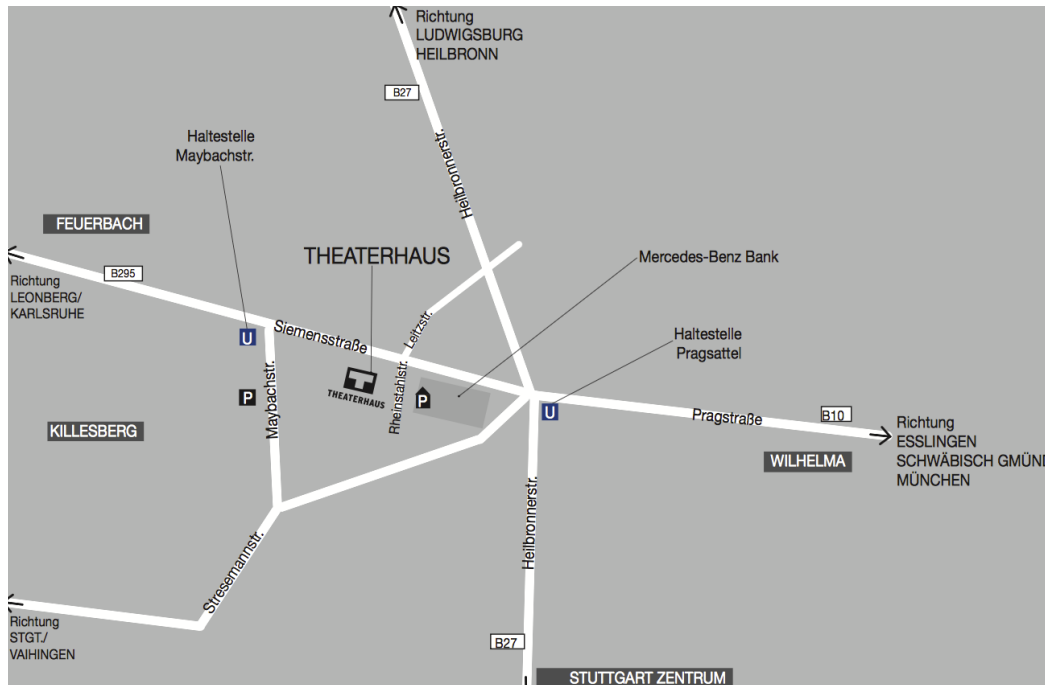 Richtung
LUDWIGSBURG
HEILBRONN
B27
Haltestelle
Maybachstr.
Heilbronnerstr.
FEUERBACH
THEATERHAUS
Mercedes-Benz Bank
B295
Richtung
LEONBERG/
KARLSRUHE
U
Siemensstraße
Leitzstr.
Haltestelle
Pragsattel
Maybachstr.
P
THEATERHAUS
Rheinstahlstr.
P
U
Pragstraße
B10
KILLESBERG
Richtung
ESSLINGEN
SCHWÄBISCH GMÜND
MÜNCHEN
WILHELMA
Heilbronnerstr.
Stresemannstr.
Richtung
STGT./
VAIHINGEN
B27
STUTTGART ZENTRUM